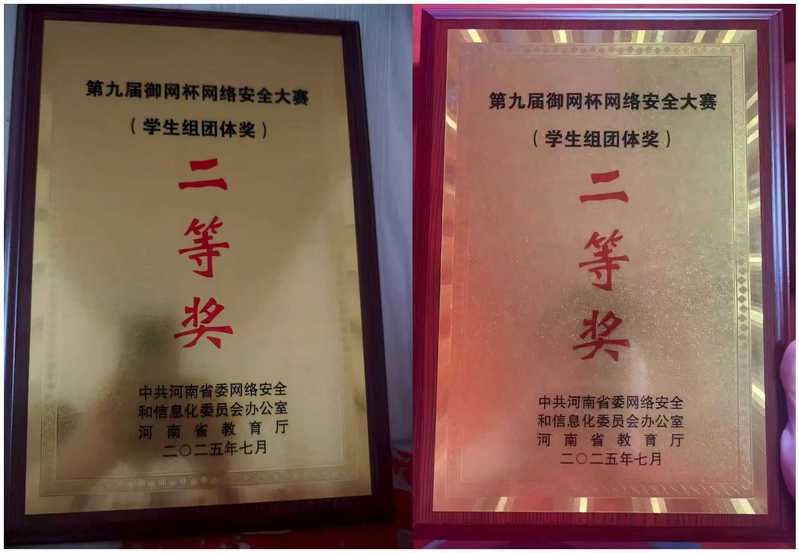 第九届御网杯网络安全大赛
（学生组团体奖）
二
等
奖
中共河南省委网络安全
和信息化委员会办公室
河南省教育厅
二〇二五年七月
第九届御网杯网络安全大赛
（学生组团体奖）
二
等
奖
中共河南省委网络安全
和信息化委员会办公室
河南省教育厅
二〇二五年七月